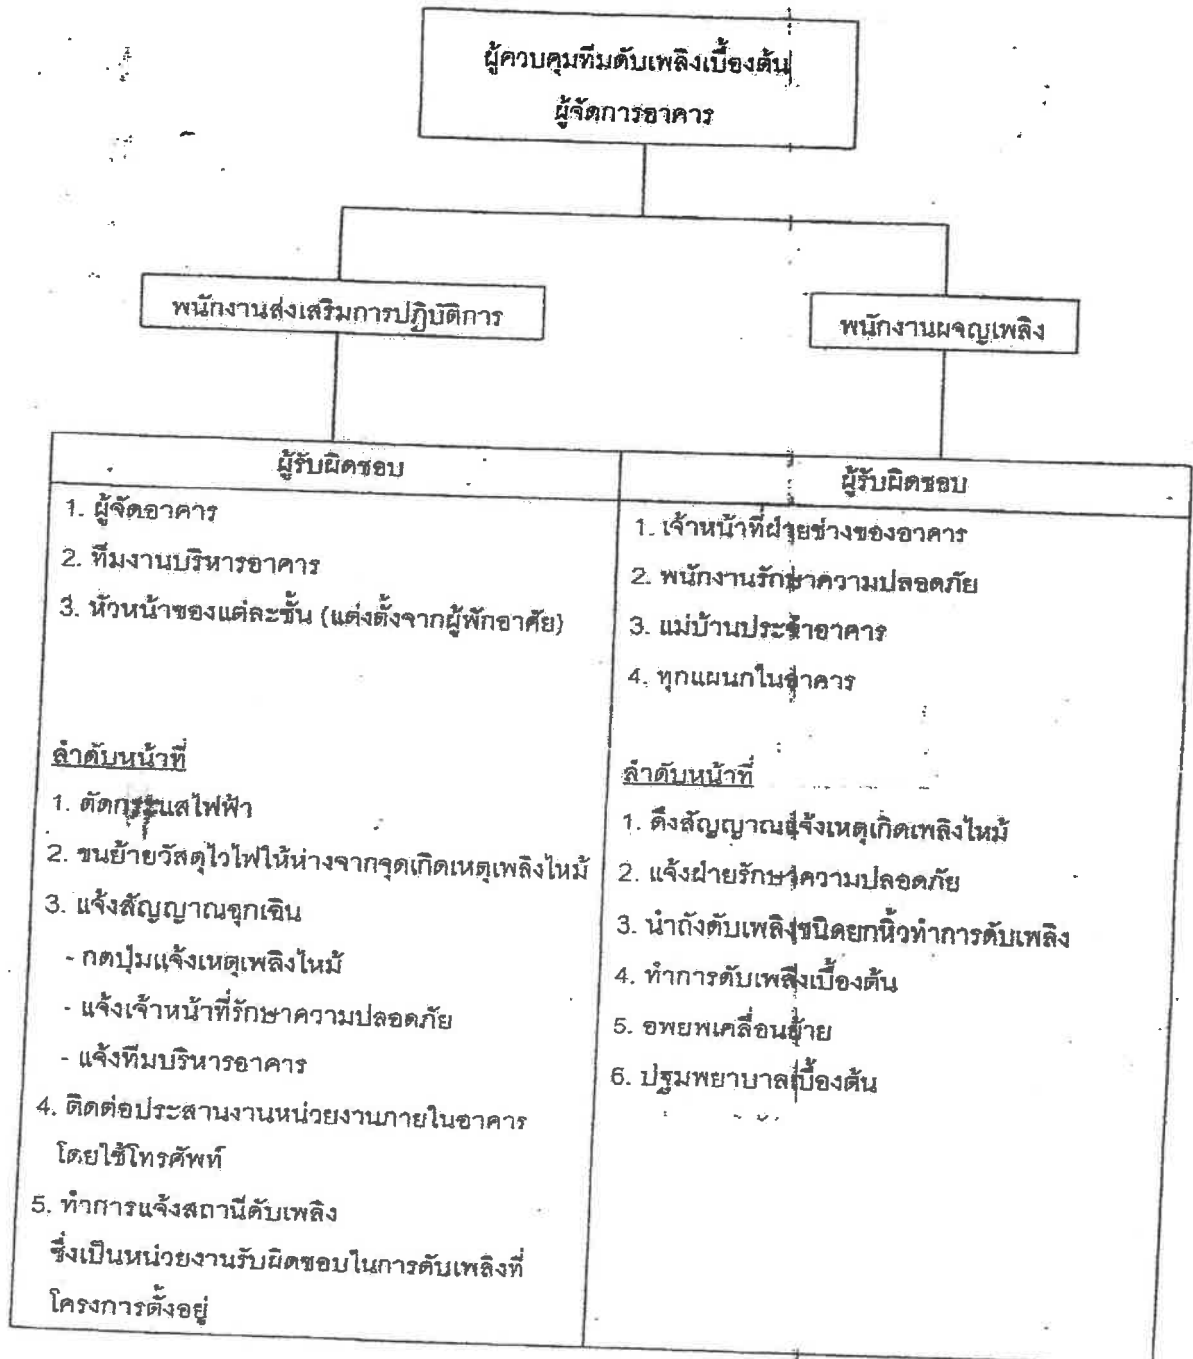 ผู้ควบคุมทีมดับเพลิงเบื้องต้น
ผู้จัดการอาคาร
พนักงานส่งเสริมการปฏิบัติการ
พนักงานผจญเพลิง
ผู้รับผิดชอบ
1. ผู้จัดอาคาร
2. ทีมงานบริหารอาคาร
3. หัวหน้าของแต่ละชั้น (แต่งตั้งจากผู้พักอาศัย)
ลำดับหน้าที่
1. ตัดกระแสไฟฟ้า
2. ขนย้ายวัสดุไวไฟให้ห่างจากจุดเกิดเหตุเพลิงไหม้
3. แจ้งสัญญาณฉุกเฉิน
- กดปุ่มแจ้งเหตุเพลิงไหม้
- แจ้งเจ้าหน้าที่รักษาความปลอดภัย
- แจ้งทีมบริหารอาคาร
4. ติดต่อประสานงานหน่วยงานภายในอาคาร
โดยใช้โทรศัพท์
5. ทำการแจ้งสถานีดับเพลิง
ซึ่งเป็นหน่วยงานรับผิดชอบในการดับเพลิงที่
โครงการตั้งอยู่
ผู้รับผิดชอบ
1. เจ้าหน้าที่ฝ่ายช่างของอาคาร
2. พนักงานรักษาความปลอดภัย
3. แม่บ้านประจำอาคาร
4. ทุกแผนกในอาคาร
ลำดับหน้าที่
1. ดึงสัญญาณแจ้งเหตุเกิดเพลิงไหม้
2. แจ้งฝ่ายรักษาความปลอดภัย
3. นำถังดับเพลิงชนิดยกหิ้วทำการดับเพลิง
4. ทำการดับเพลิงเบื้องต้น
5. อพยพเคลื่อนย้าย
6. ปฐมพยาบาลเบื้องต้น